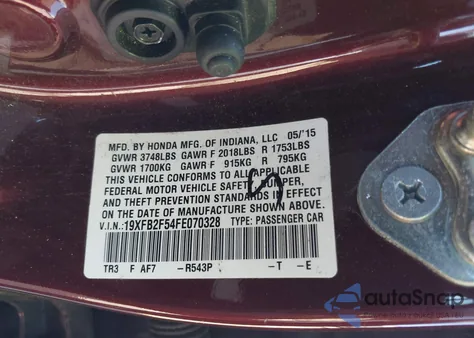 MFD. BY HONDA MFG. OF INDIANA, LLC 05/15
GVWR 3748LBS GAWR F 2018LBS R 1753LBS
GVWR 1700KG GAWR F 915KG R 795KG
THIS VEHICLE CONFORMS TO ALL APPLICABLE
FEDERAL MOTOR VEHICLE SAFETY, BUMPER,
AND THEFT PREVENTION STANDARDS IN EFFECT
ON THE DATE OF MANUFACTURE SHOWN ABOVE.
V.I.N.: 19XFB2F54FE070328 TYPE: PASSENGER CAR
TR3 F AF7 -R543P -T -E
autaSnap